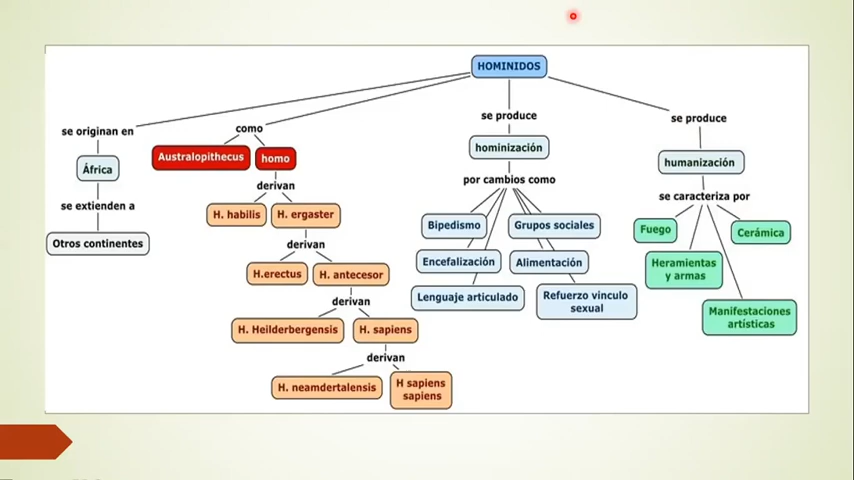 HOMINIDOS
se originan en
África
se extienden a
Otros continentes
como
Australopithecus
homo
derivan
H. habilis
H. ergaster
derivan
H.erectus
H. antecesor
derivan
H. Heilderbergensis
H. sapiens
derivan
H. neamdertalensis
H sapiens
sapiens
se produce
hominización
por cambios como
Bipedismo
Grupos sociales
Encefalización
Alimentación
Lenguaje articulado
Refuerzo vinculo
sexual
se produce
humanización
se caracteriza por
Fuego
Cerámica
Heramientas
y armas
Manifestaciones
artísticas